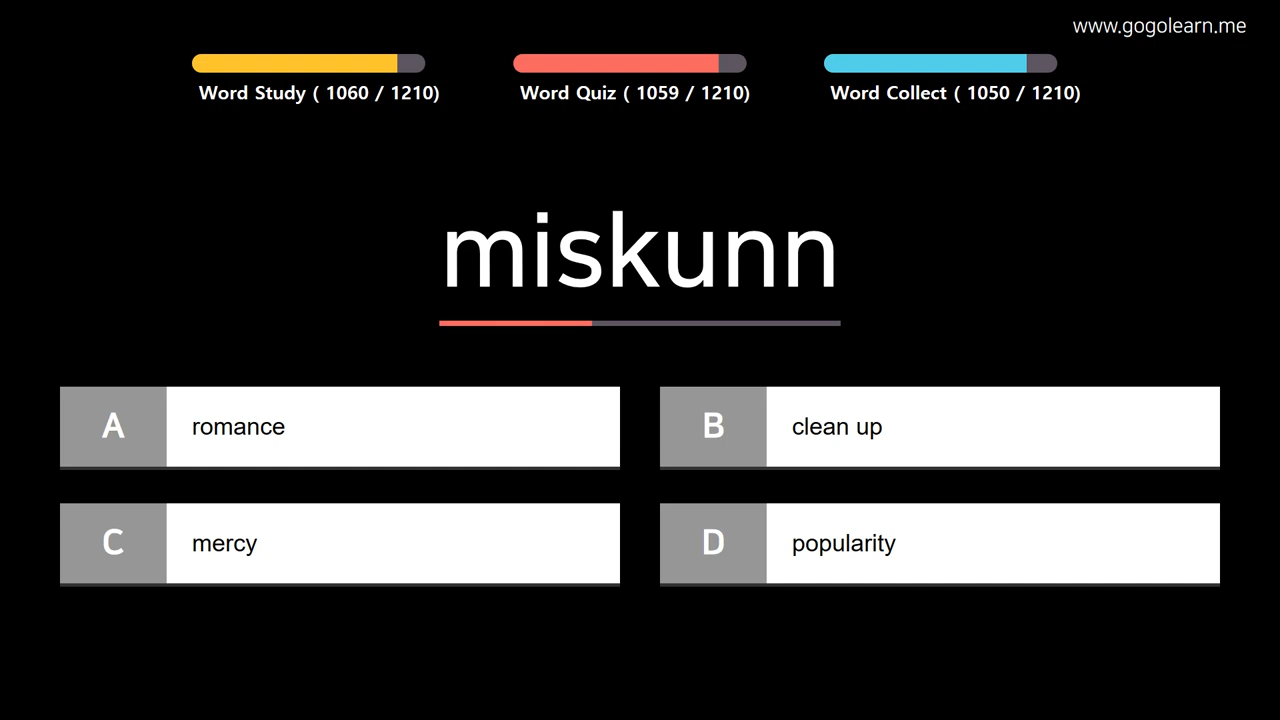 www.gogolearn.me
Word Study ( 1060 / 1210)
Word Quiz ( 1059 / 1210)
Word Collect ( 1050 / 1210)
miskunn
A romance
B clean up
C mercy
D popularity